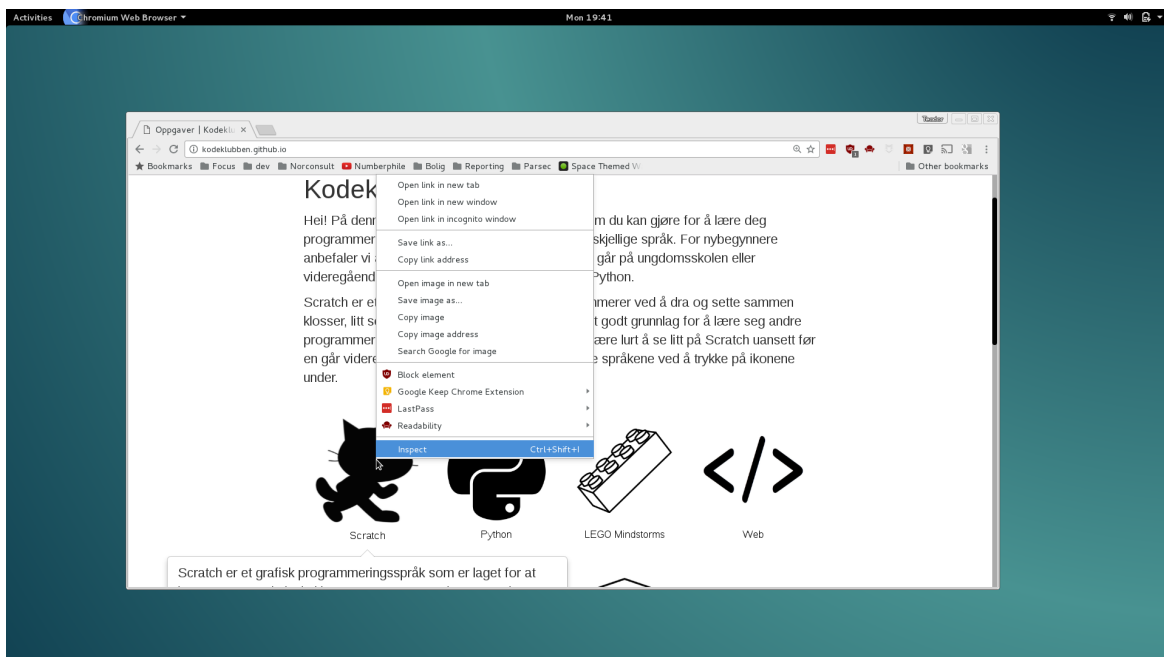 Activities Chromium Web Browser Mon 19:41
Oppgaver | Kodeklu
kodeklubben.github.io
Bookmarks Focus dev Norconsult Numberphile Bolig Reporting Parsec Space Themed W Other bookmarks
Kodek
Hei! På denn m du kan gjøre for å lære deg
programmer skjellige språk. For nybegynnere
anbefaler vi går på ungdomsskolen eller
videregåend Python.
Scratch er et mmerer ved å dra og sette sammen
klosser, litt s t godt grunnlag for å lære seg andre
programmer ære lurt å se litt på Scratch uansett før
en går videre e språkene ved å trykke på ikonene
under.
Open link in new tab
Open link in new window
Open link in incognito window
Save link as...
Copy link address
Open image in new tab
Save image as...
Copy image
Copy image address
Search Google for image
Block element
Google Keep Chrome Extension
LastPass
Readability
Inspect Ctrl+Shift+I
Scratch Python LEGO Mindstorms Web
Scratch er et grafisk programmeringsspråk som er laget for at